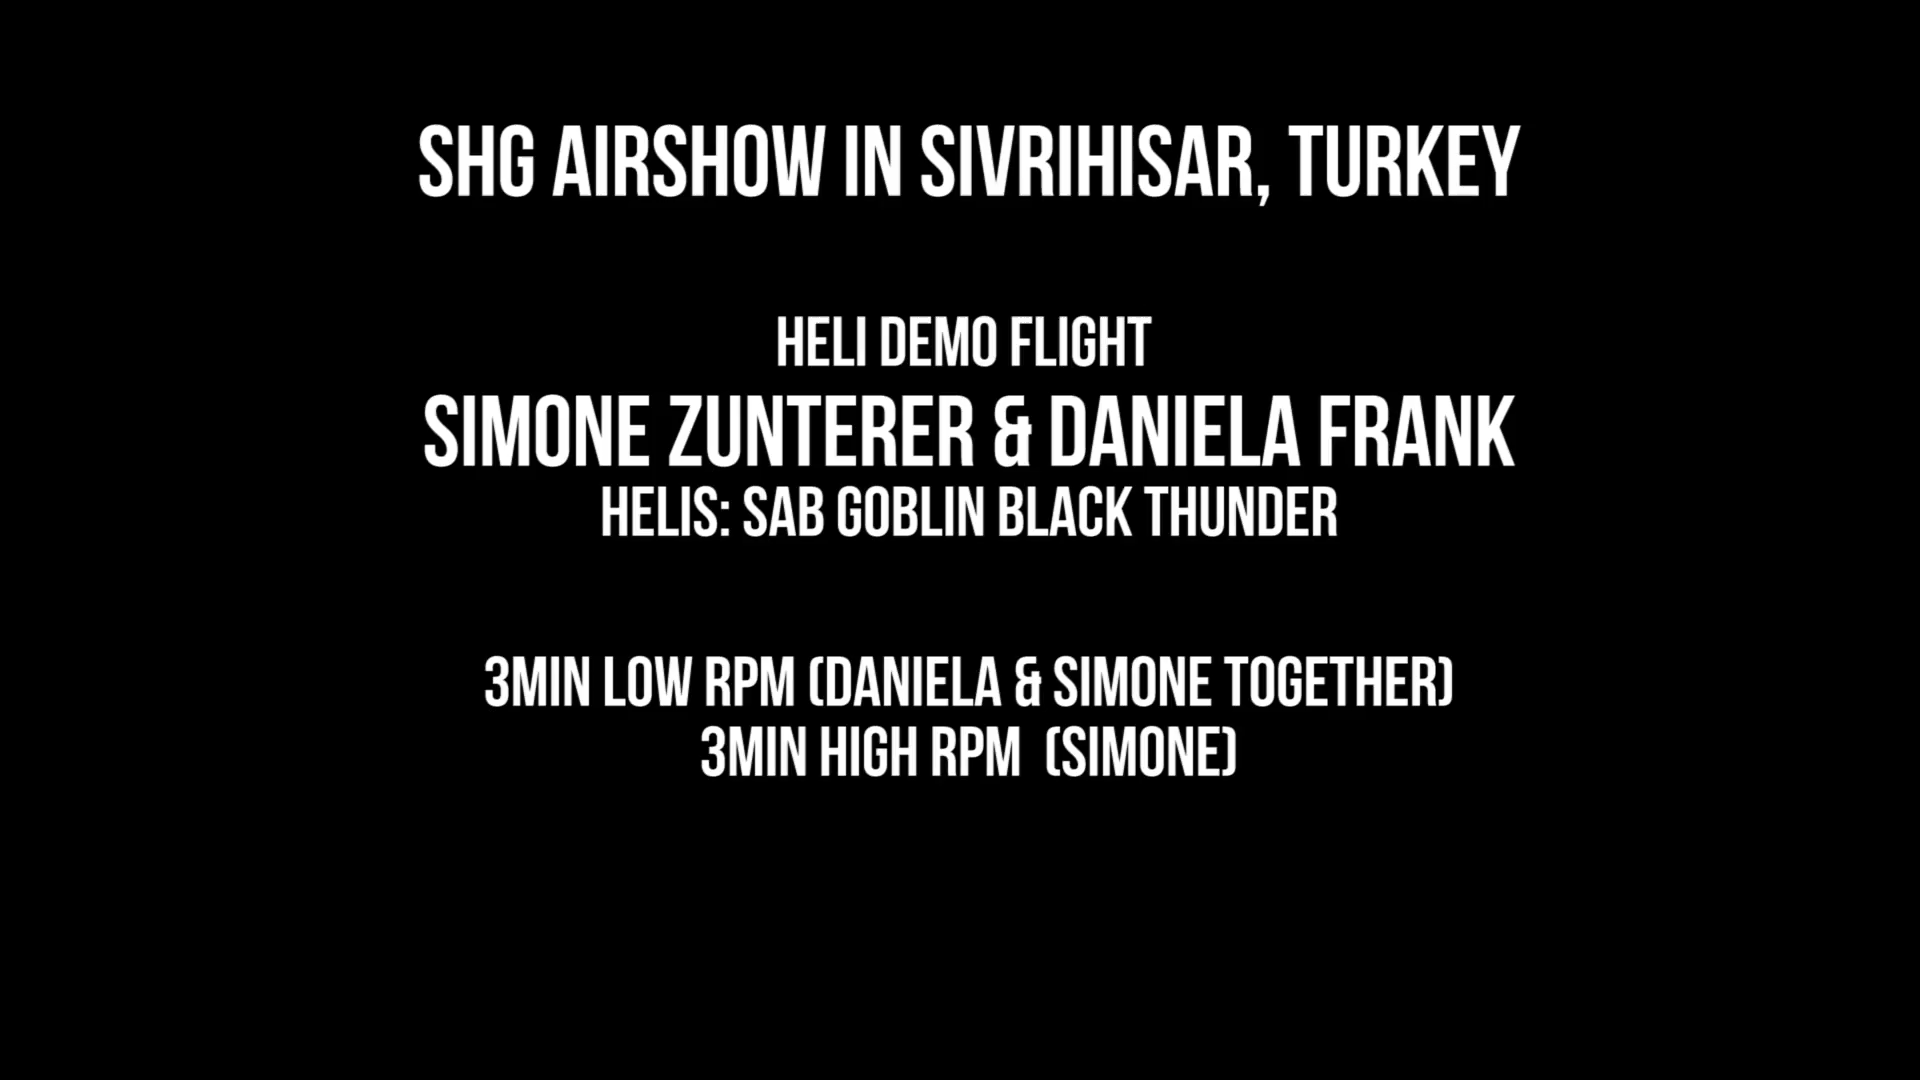 SHG AIRSHOW IN SIVRIHISAR, TURKEY
HELI DEMO FLIGHT
SIMONE ZUNTERER & DANIELA FRANK
HELIS: SAB GOBLIN BLACK THUNDER
3MIN LOW RPM (DANIELA & SIMONE TOGETHER)
3MIN HIGH RPM  (SIMONE)